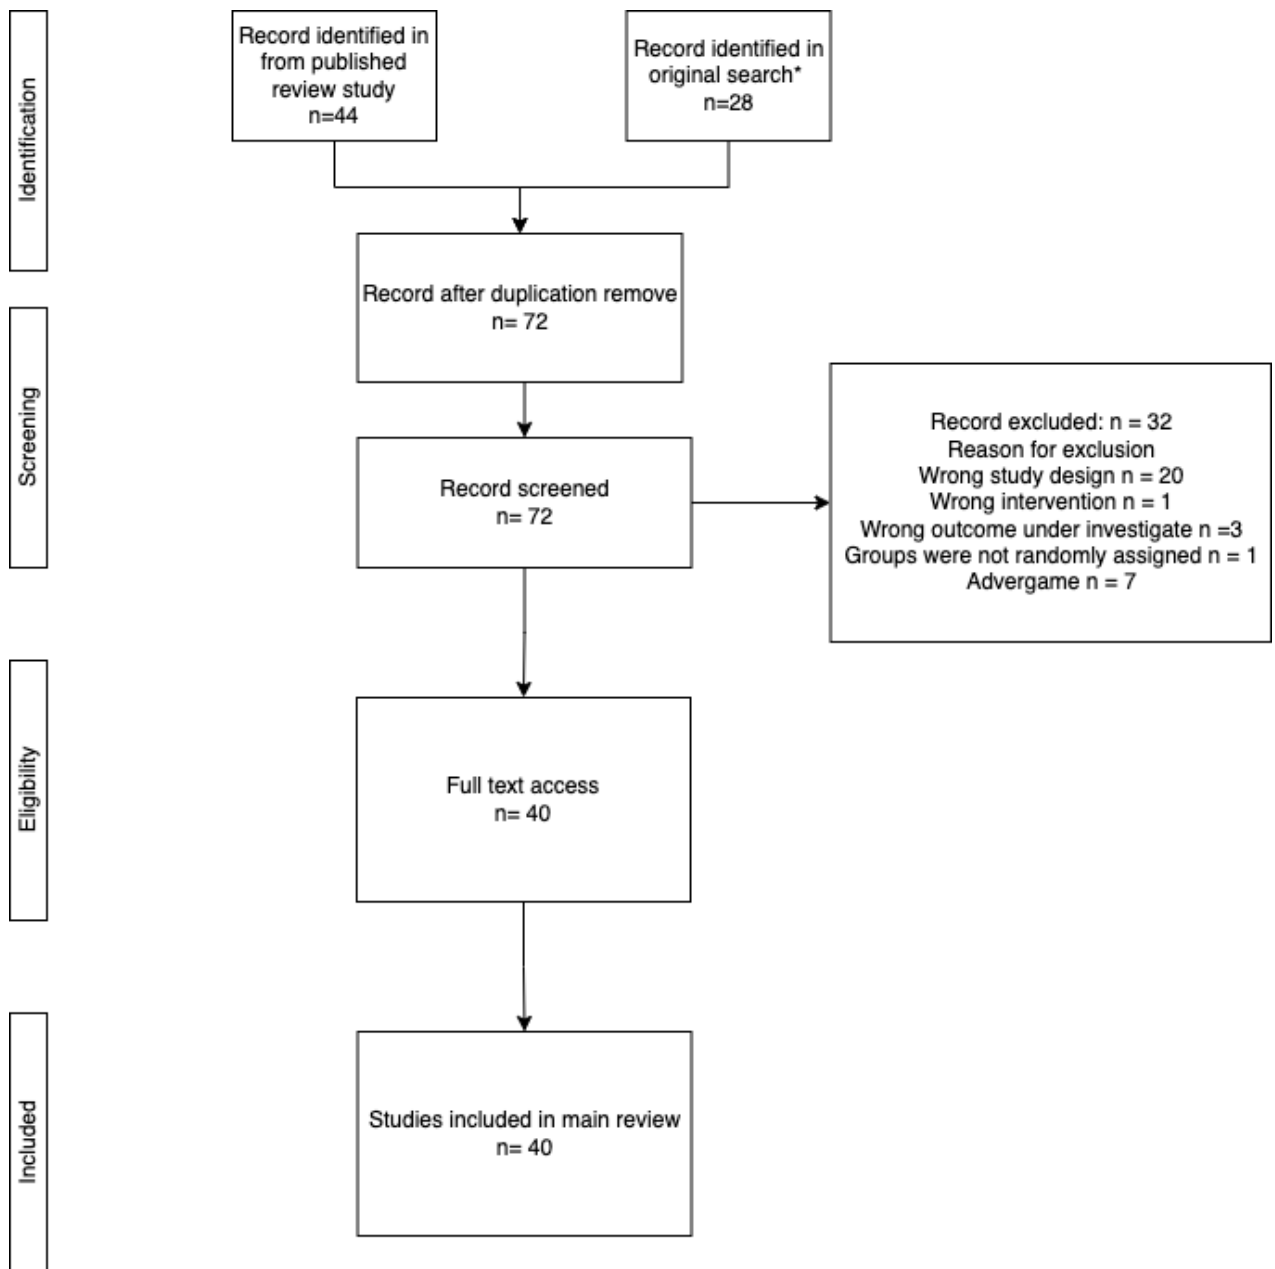 Identification
Record identified in
from published
review study
n=44
Record identified in
original search*
n=28
Record after duplication remove
n= 72
Screening
Record screened
n= 72
Record excluded: n = 32
Reason for exclusion
Wrong study design n = 20
Wrong intervention n = 1
Wrong outcome under investigate n =3
Groups were not randomly assigned n = 1
Advergame n = 7
Eligibility
Full text access
n= 40
Included
Studies included in main review
n= 40